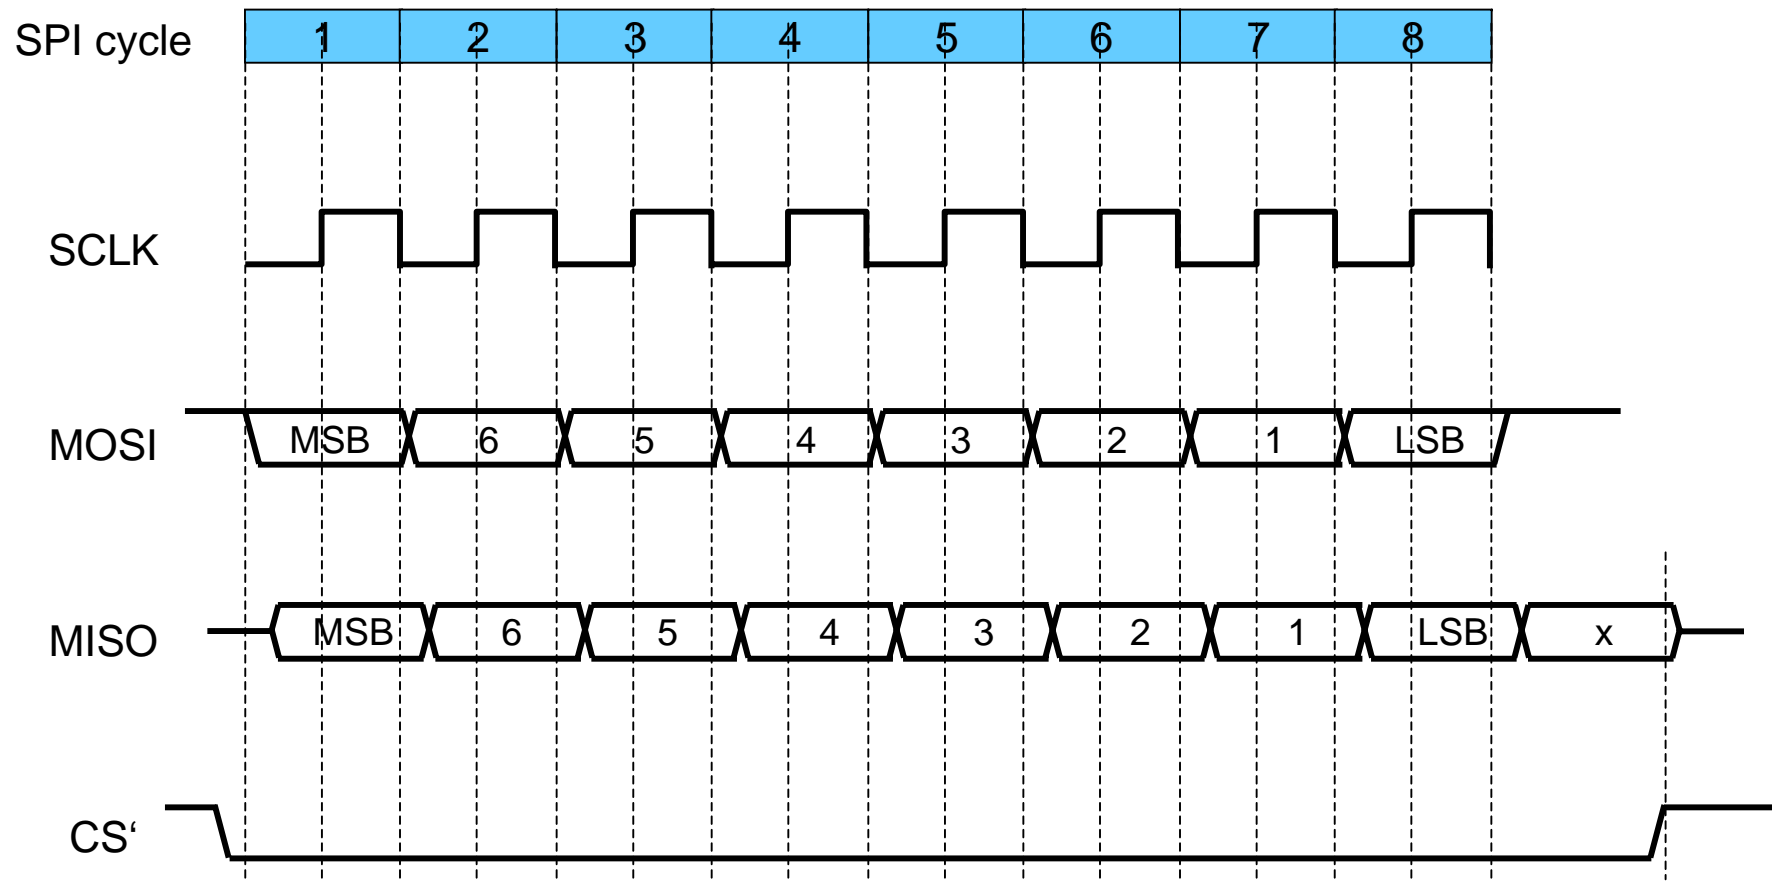 SPI cycle 1 2 3 4 5 6 7 8
SCLK
MOSI MSB 6 5 4 3 2 1 LSB
MISO MSB 6 5 4 3 2 1 LSB x
CS‘